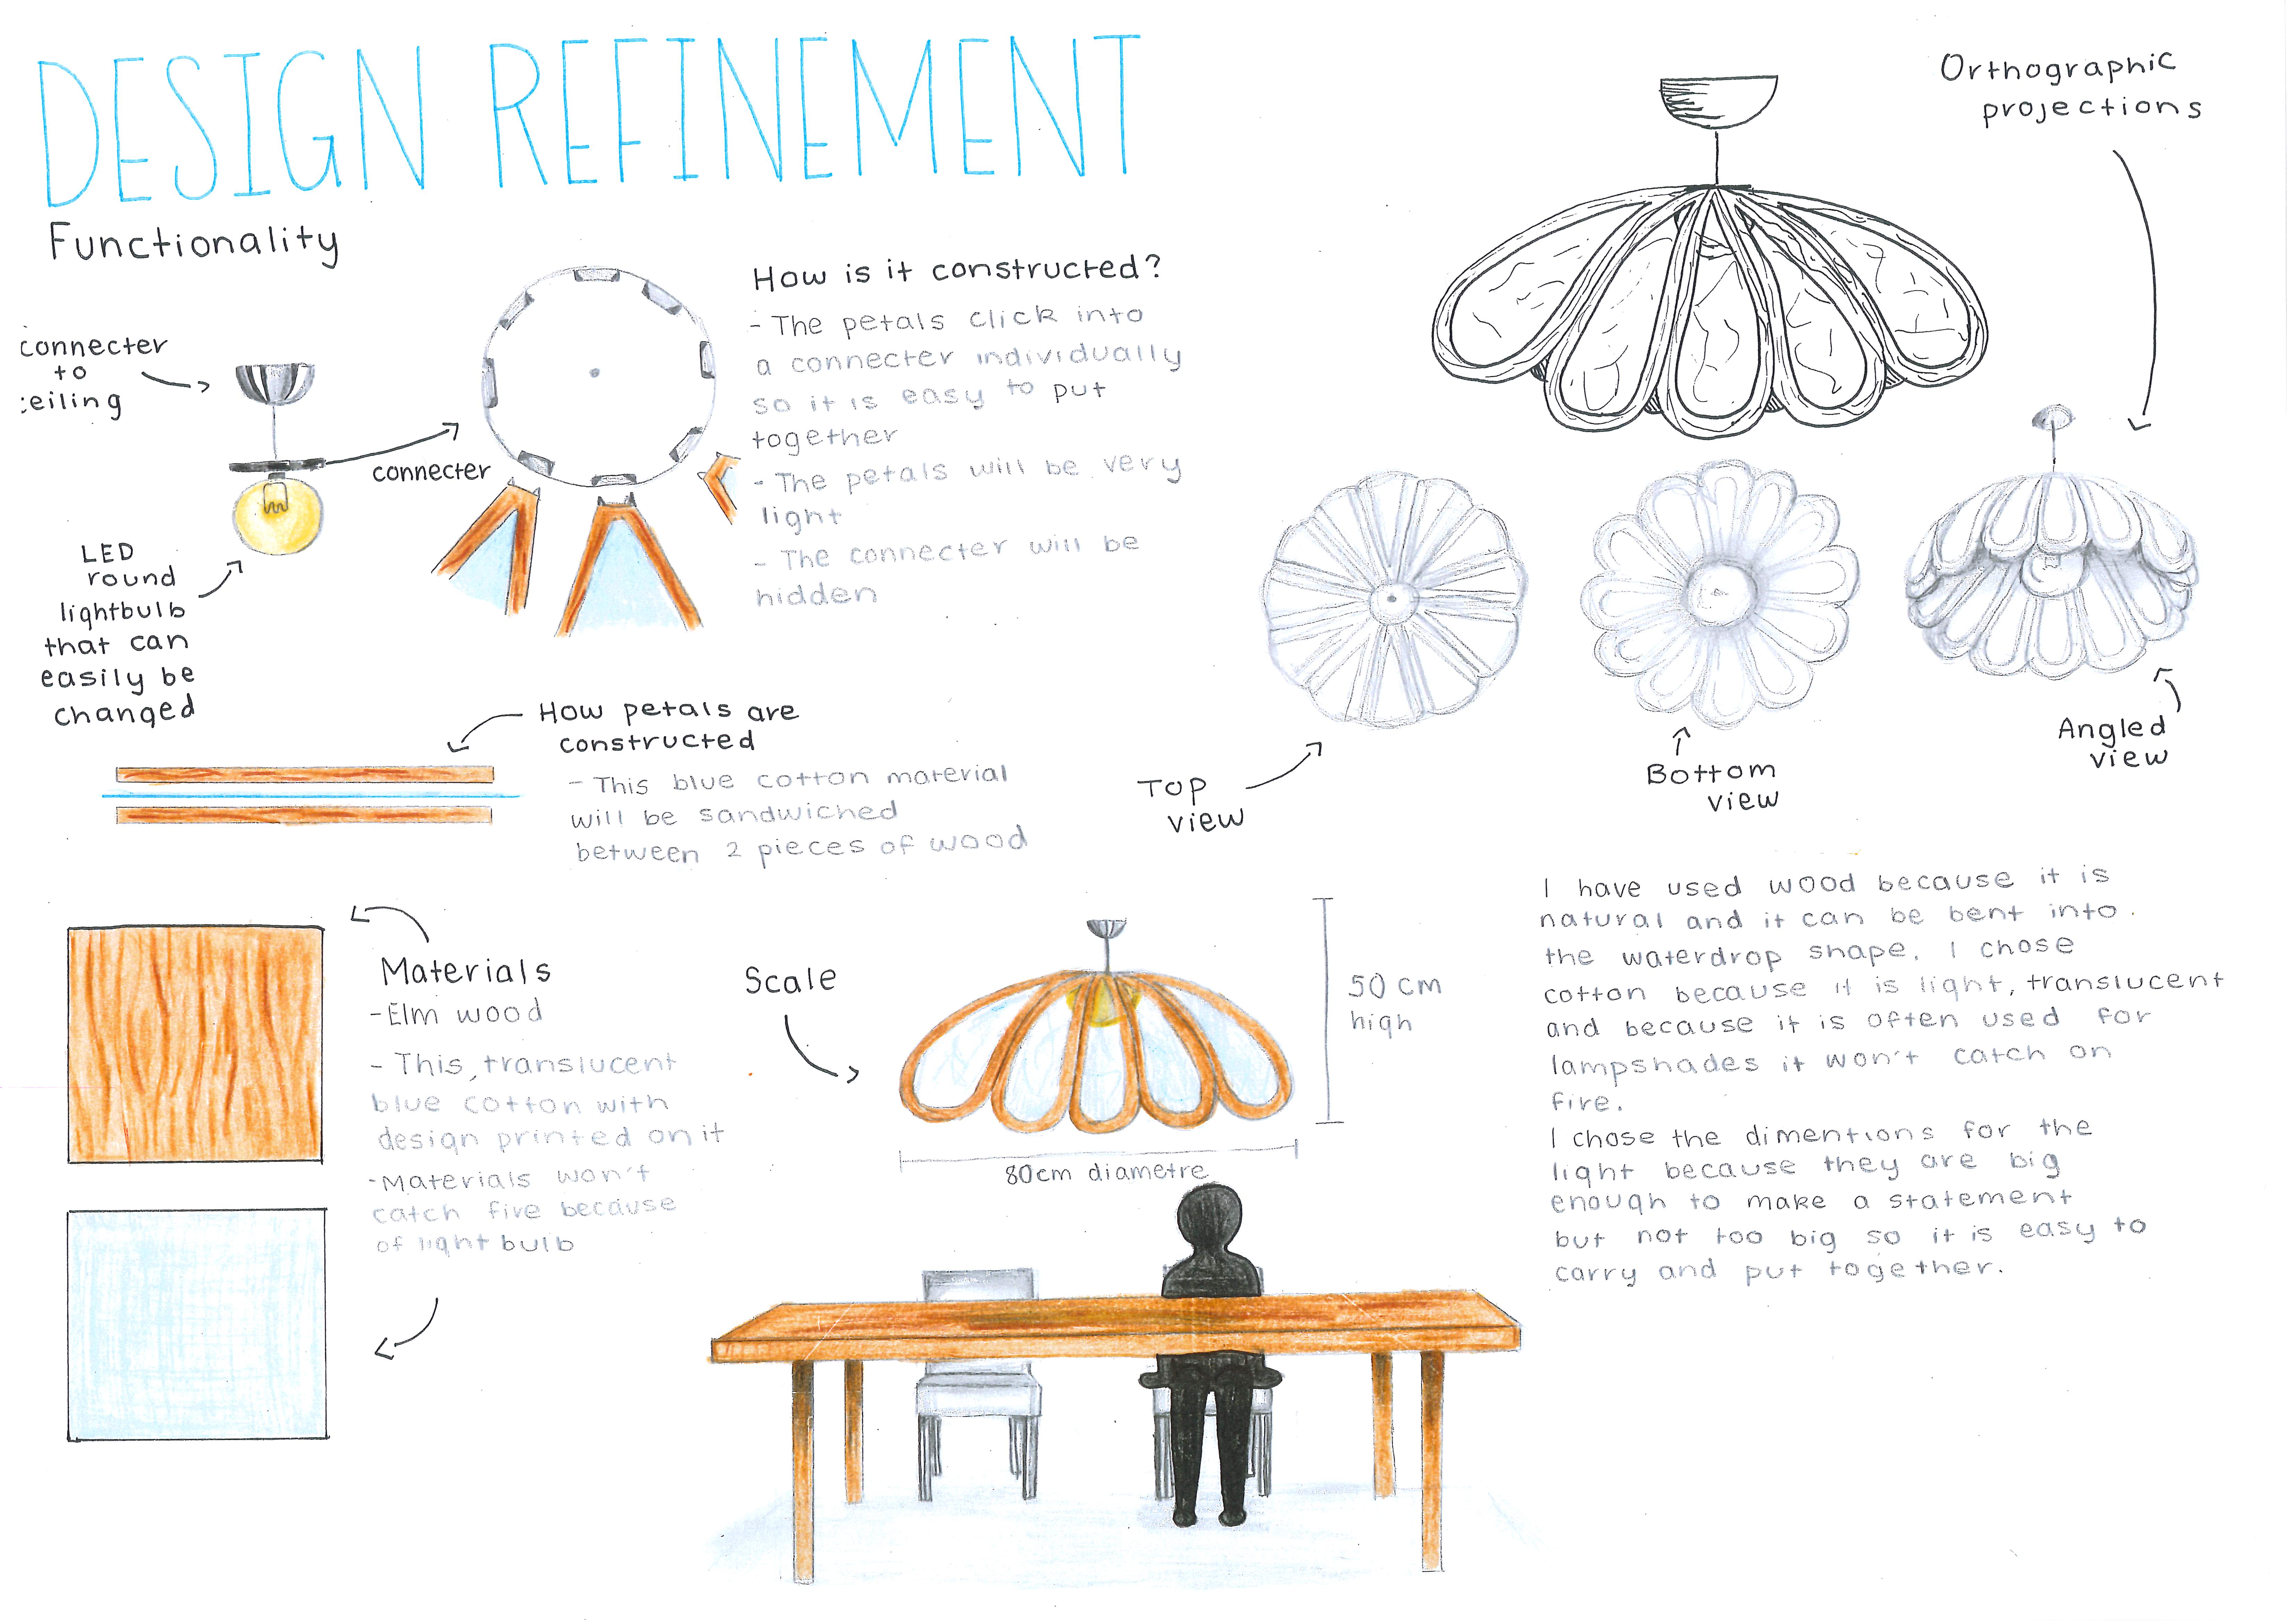 DESIGN REFINEMENT
Functionality
connecter
to
ceiling
connecter
LED
round
lightbulb
that can
easily be
changed
How is it constructed?
- The petals click into
a connecter individually
so it is easy to put
together
- The petals will be very
light
- The connecter will be
hidden
How petals are
constructed
- This blue cotton material
will be sandwiched
between 2 pieces of wood
Orthographic
projections
Top
view
Bottom
view
Angled
view
Materials
- Elm wood
- This, translucent
blue cotton with
design printed on it
- Materials won't
catch five because
of lightbulb
Scale
50 cm
high
80cm diametre
I have used wood because it is
natural and it can be bent into.
the waterdrop shape. I chose
cotton because it is light, translucent
and because it is often used for
lampshades it won't catch on
fire.
I chose the dimentions for the
light because they are big
enough to make a statement
but not too big so it is easy to
carry and put together.